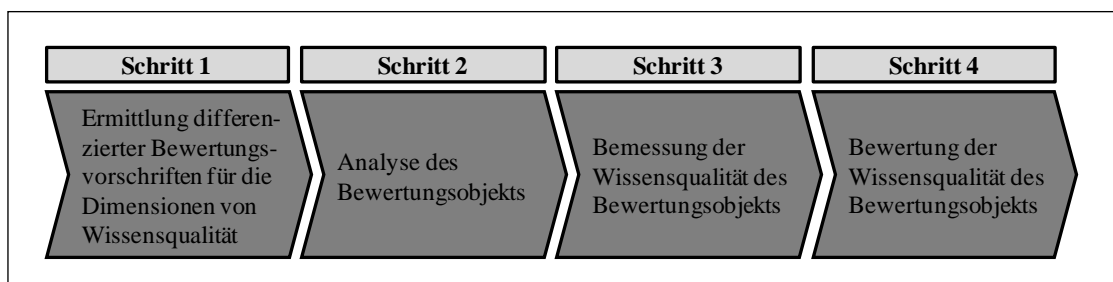 Schritt 1
Schritt 2
Schritt 3
Schritt 4
Ermittlung differen-
zierter Bewertungs-
vorschriften für die
Dimensionen von
Wissensqualität
Analyse des
Bewertungsobjekts
Bemessung der
Wissensqualität des
Bewertungsobjekts
Bewertung der
Wissensqualität des
Bewertungsobjekts